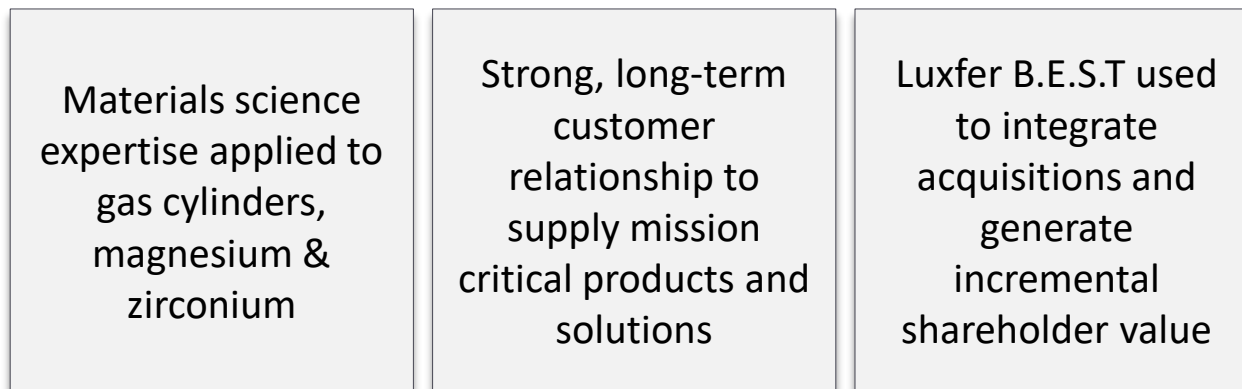 Materials science
expertise applied to
gas cylinders,
magnesium &
zirconium
Strong, long-term
customer
relationship to
supply mission
critical products and
solutions
Luxfer B.E.S.T used
to integrate
acquisitions and
generate
incremental
shareholder value